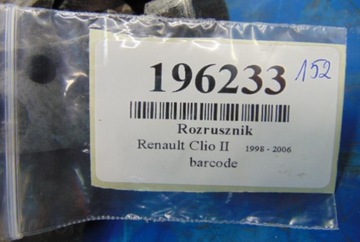 196233 152
Rozrusznik
Renault Clio II 1998 - 2006
barcode